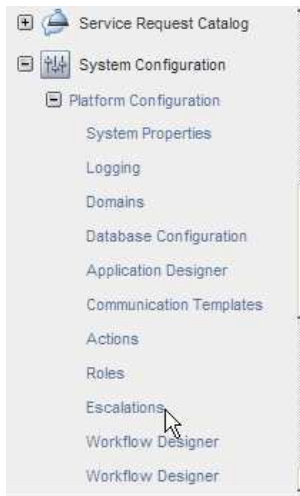 Service Request Catalog
System Configuration
Platform Configuration
System Properties
Logging
Domains
Database Configuration
Application Designer
Communication Templates
Actions
Roles
Escalations
Workflow Designer
Workflow Designer